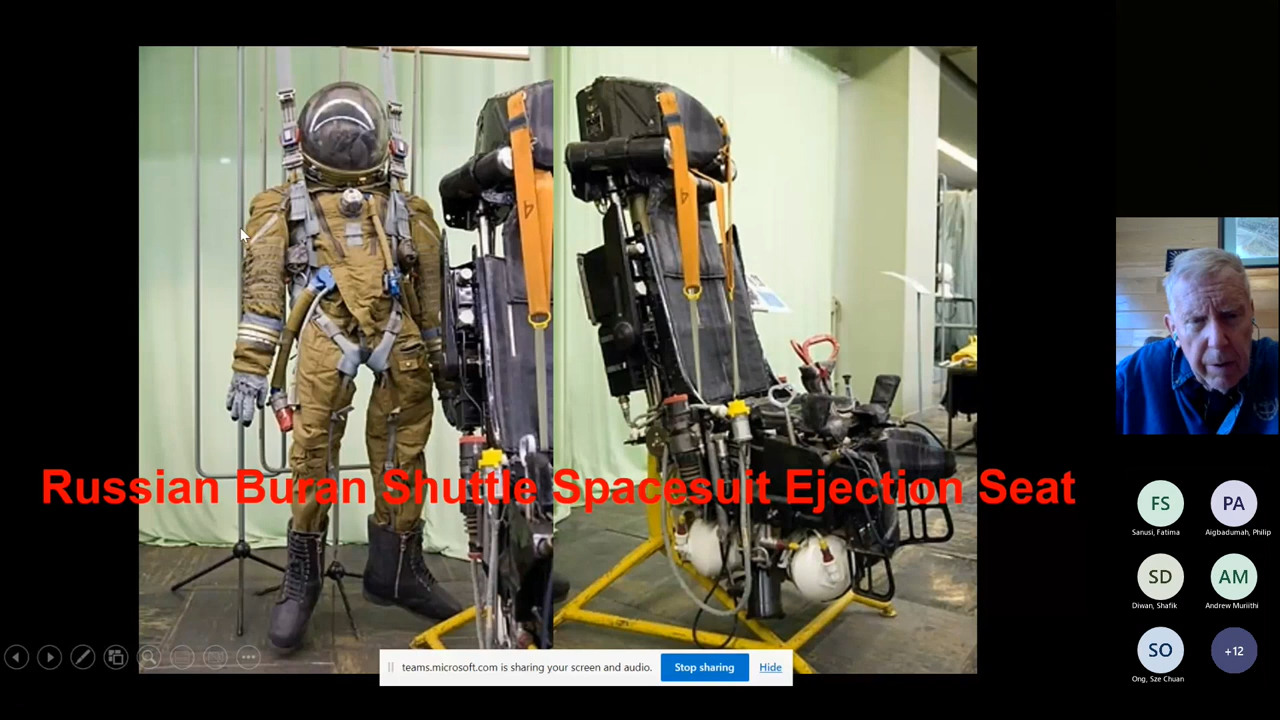 Russian Buran Shuttle Spacesuit Ejection Seat
FS
PA
Sanusi, Fatima
Aigbadumah, Philip
SD
AM
Diwan, Shafik
Andrew Muriithi
SO
+12
Ong, Sze Chuan
teams.microsoft.com is sharing your screen and audio.
Stop sharing
Hide